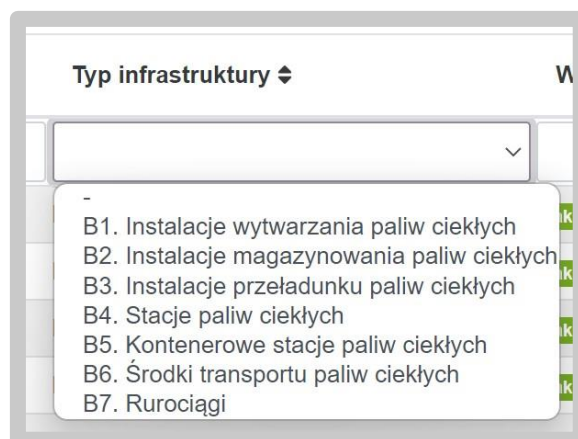 Typ infrastruktury
W
-
B1. Instalacje wytwarzania paliw ciekłych
B2. Instalacje magazynowania paliw ciekłych
B3. Instalacje przeładunku paliw ciekłych
B4. Stacje paliw ciekłych
B5. Kontenerowe stacje paliw ciekłych
B6. Środki transportu paliw ciekłych
B7. Rurociągi